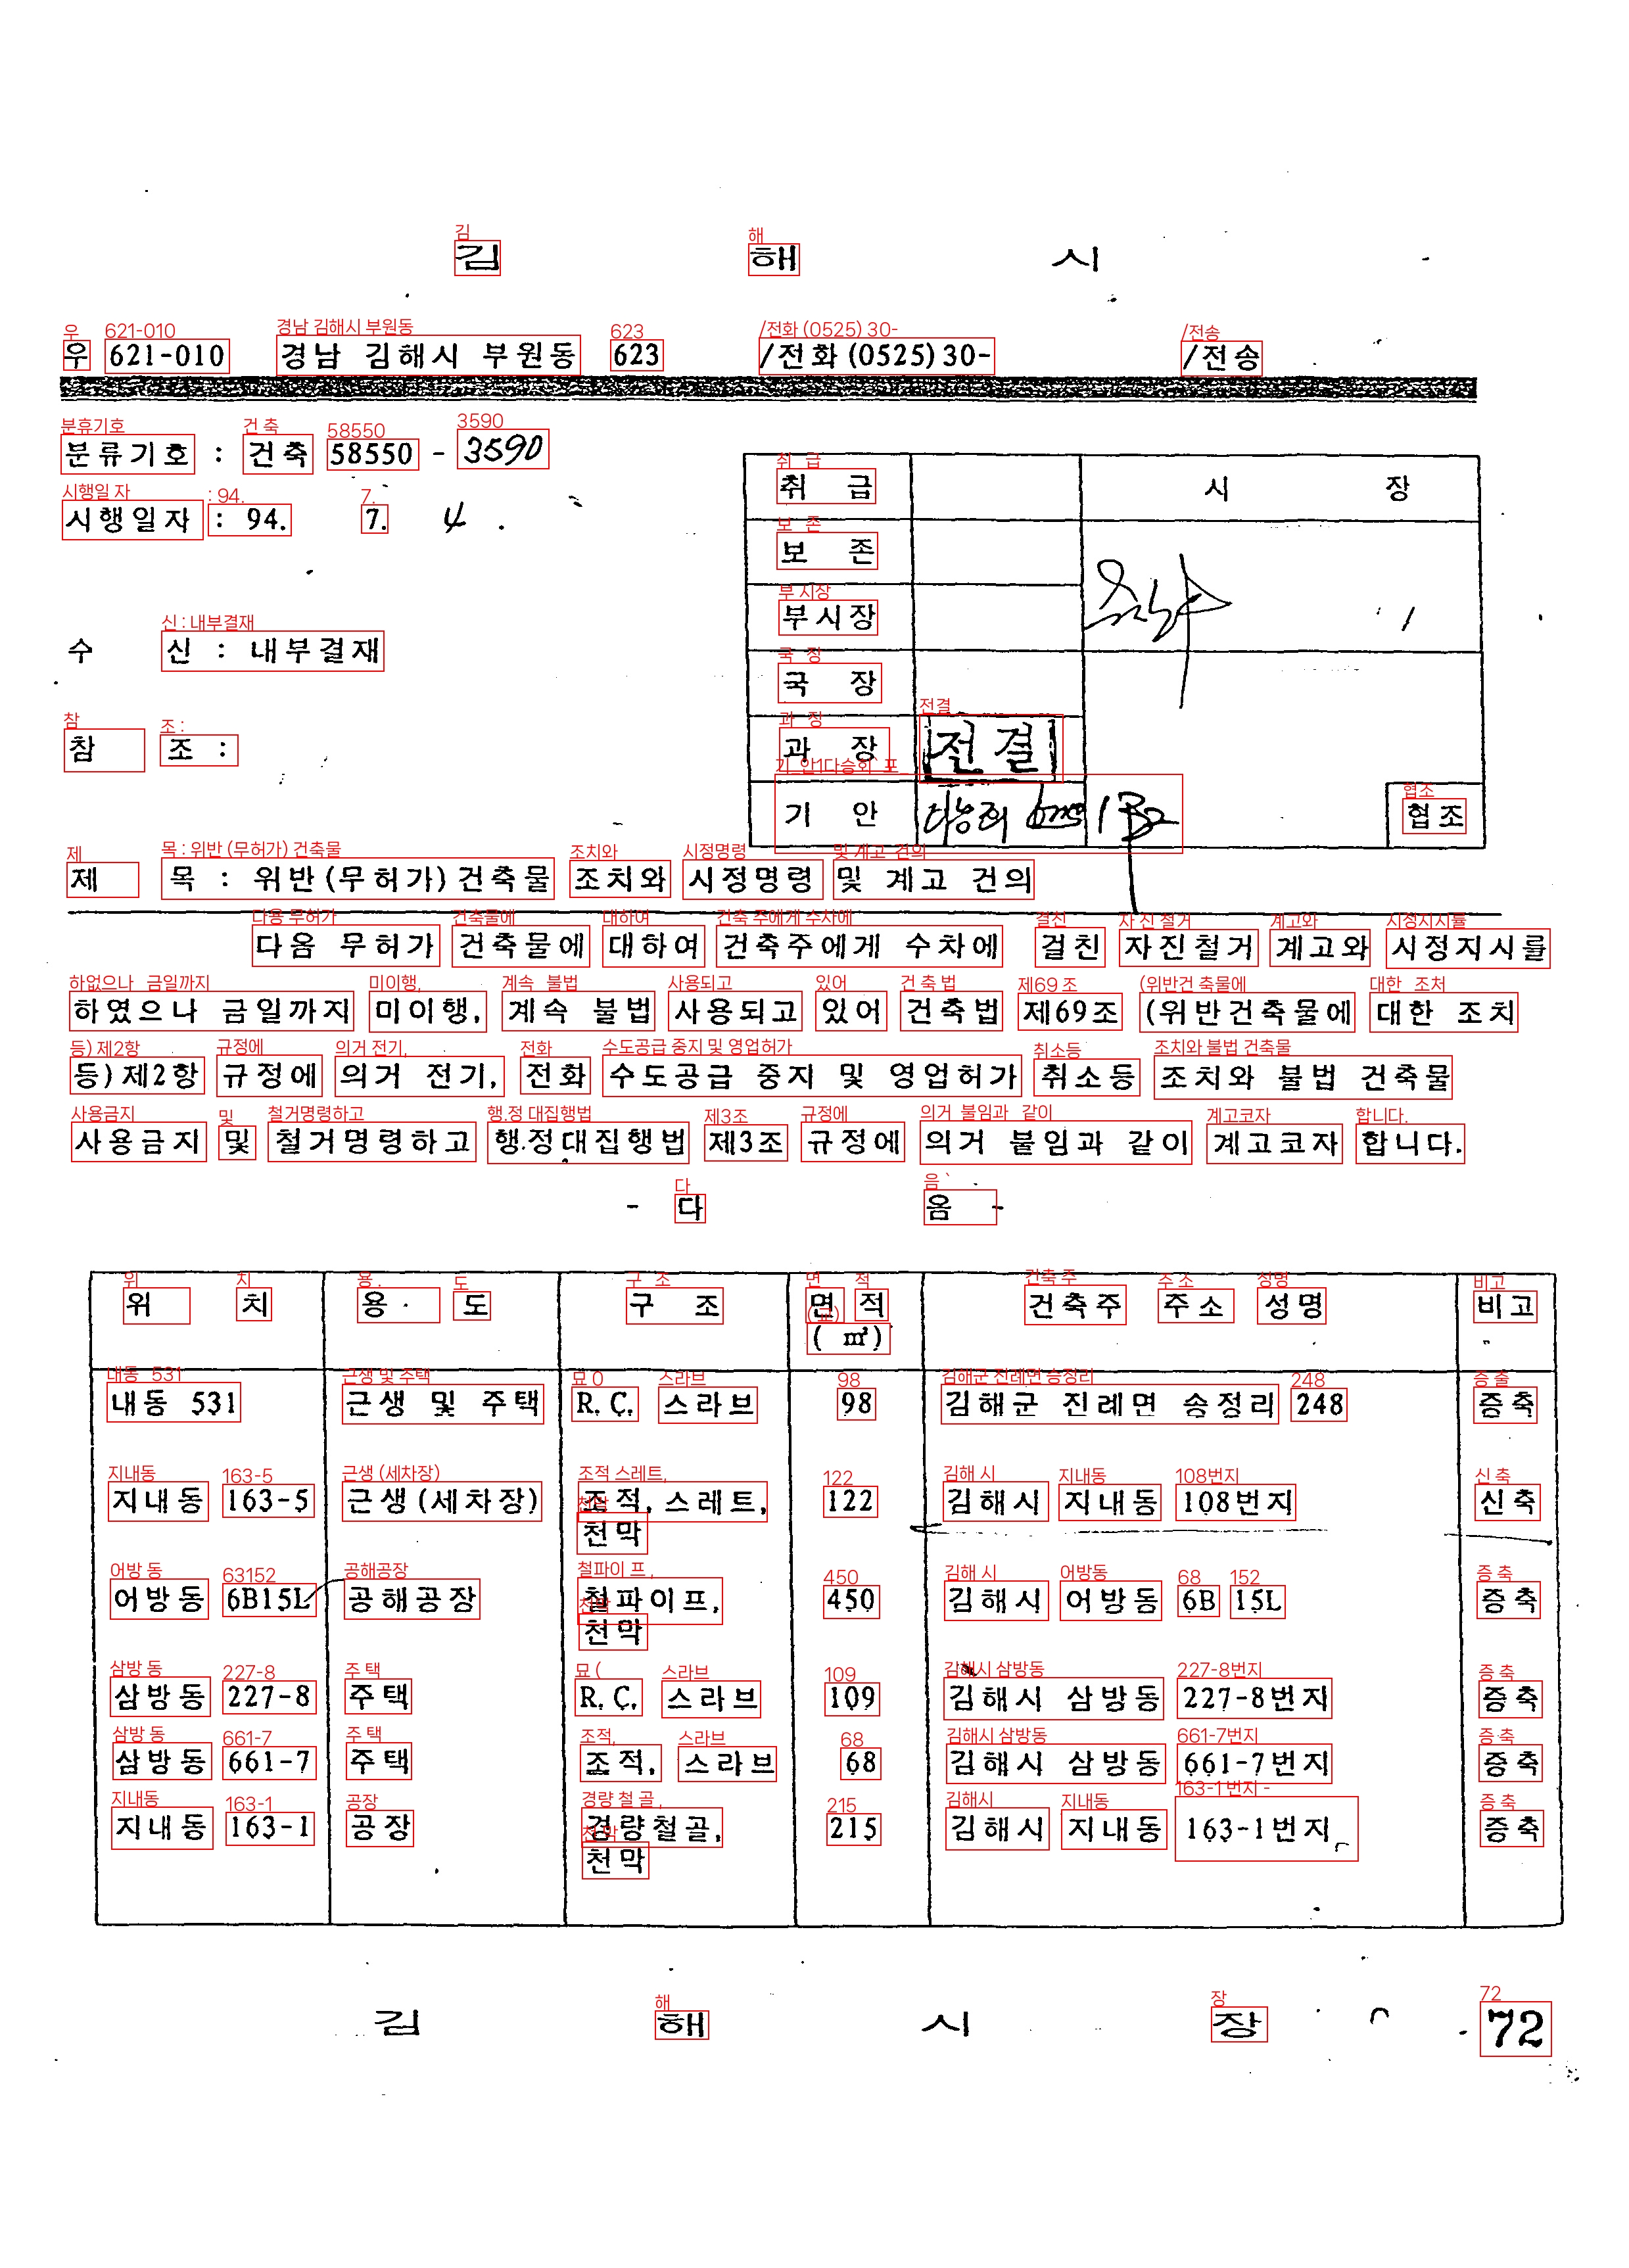 김 해 시
우 621-010 경남 김해시 부원동 623 /전화 (0525) 30- /전송
분류기호 : 건축 58550 - 3590
시행일자 : 94. 7. 4 .
취 급 시 장
보 존
부시장
수 신 : 내부결재
국 장
참 조 :
과 장 전결
기 안 협조
제 목 : 위반(무허가)건축물 조치와 시정명령 및 계고 건의
다음 무허가 건축물에 대하여 건축주에게 수차에 걸친 자진철거 계고와 시정지시를
하였으나 금일까지 미이행, 계속 불법 사용되고 있어 건축법 제69조 (위반건축물에 대한 조치
등) 제2항 규정에 의거 전기, 전화 수도공급 중지 및 영업허가 취소등 조치와 불법 건축물
사용금지 및 철거명령하고 행정대집행법 제3조 규정에 의거 붙임과 같이 계고코자 합니다.
- 다 음 -
위 치 용 도 구 조 면 적 건축주 주소 성명 비고
( ㎡)
내동 531 근생 및 주택 R.C. 스라브 98 김해군 진례면 송정리 248 증축
지내동 163-5 근생(세차장) 조적, 스레트, 122 김해시 지내동 108번지 신축
천막
어방동 6B15L 공해공장 철파이프, 450 김해시 어방동 6B 15L 증축
천막
삼방동 227-8 주택 R.C. 스라브 109 김해시 삼방동 227-8번지 증축
삼방동 661-7 주택 조적, 스라브 68 김해시 삼방동 661-7번지 증축
지내동 163-1 공장 경량철골, 215 김해시 지내동 163-1번지 증축
천막
김 해 시 장 72